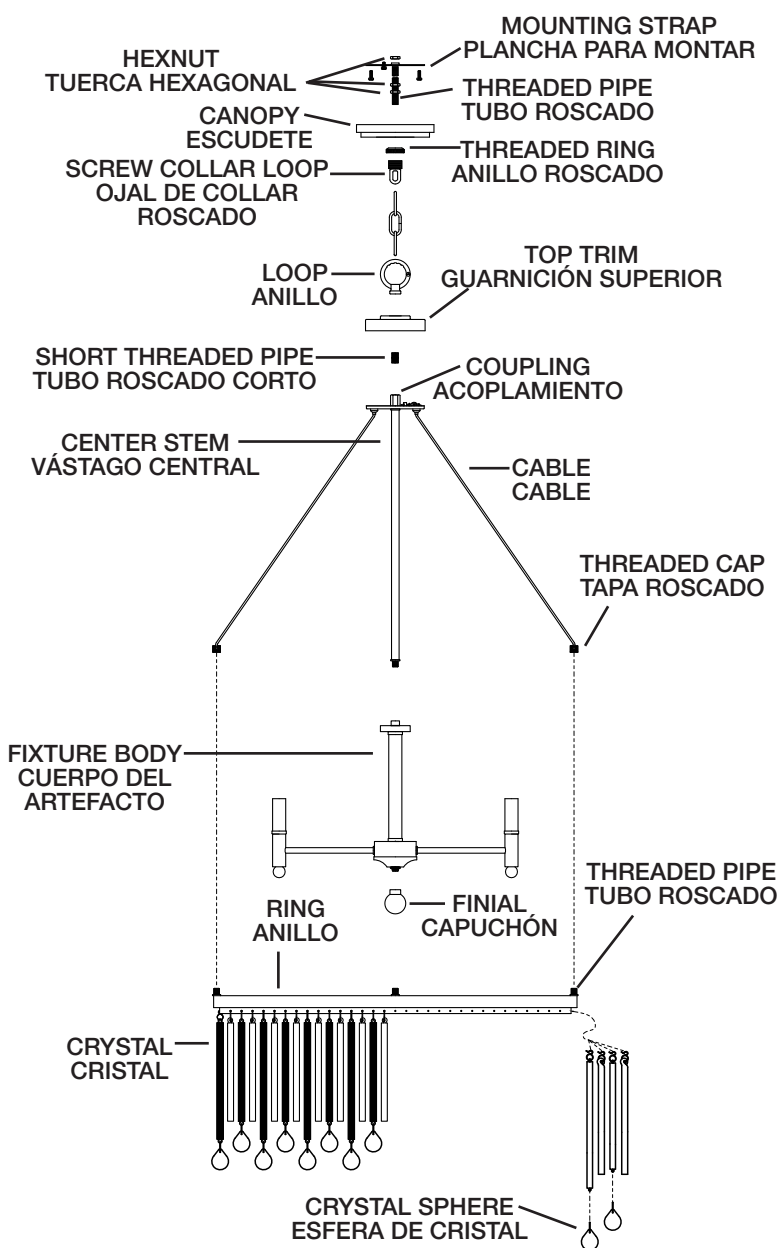 MOUNTING STRAP
PLANCHA PARA MONTAR
HEXNUT
TUERCA HEXAGONAL
THREADED PIPE
TUBO ROSCADO
CANOPY
ESCUDETE
THREADED RING
ANILLO ROSCADO
SCREW COLLAR LOOP
OJAL DE COLLAR
ROSCADO
TOP TRIM
GUARNICIÓN SUPERIOR
LOOP
ANILLO
SHORT THREADED PIPE
TUBO ROSCADO CORTO
COUPLING
ACOPLAMIENTO
CENTER STEM
VÁSTAGO CENTRAL
CABLE
CABLE
THREADED CAP
TAPA ROSCADO
FIXTURE BODY
CUERPO DEL
ARTEFACTO
THREADED PIPE
TUBO ROSCADO
RING
ANILLO
FINIAL
CAPUCHÓN
CRYSTAL
CRISTAL
CRYSTAL SPHERE
ESFERA DE CRISTAL